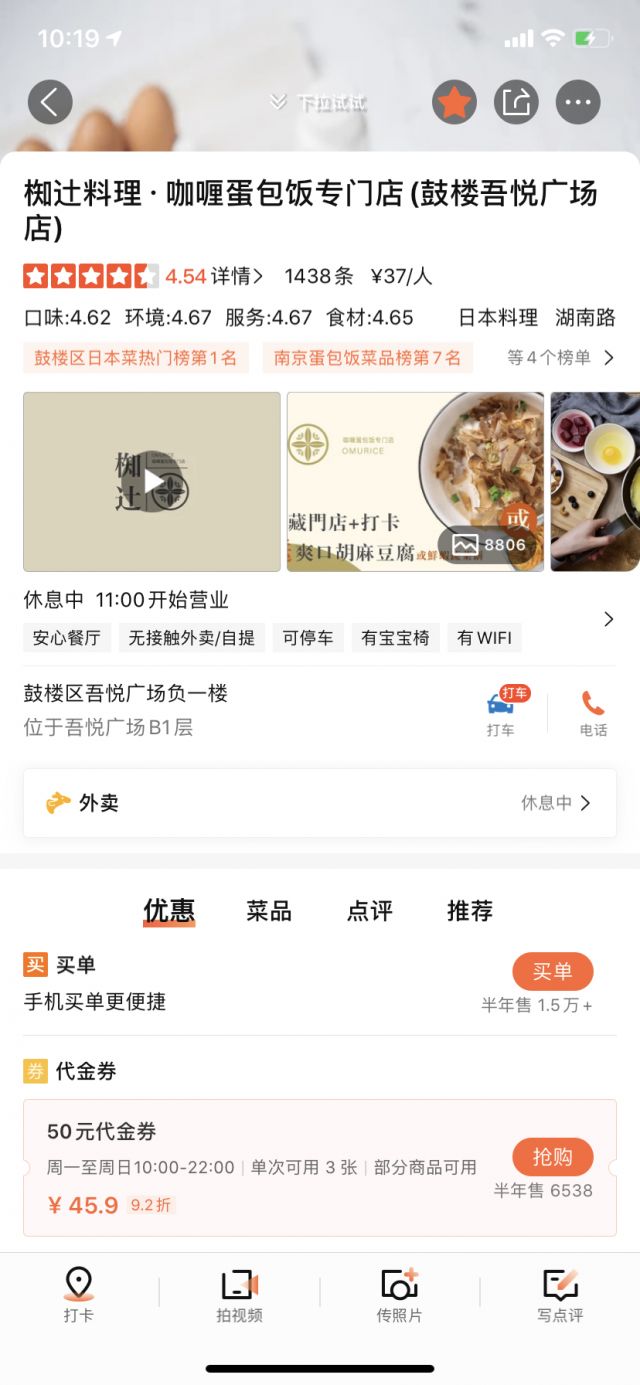 10:19
下拉试试
椥辻料理·咖喱蛋包饭专门店(鼓楼吾悦广场
店)
4.54 详情> 1438条 ¥37/人
口味:4.62 环境:4.67 服务:4.67 食材:4.65 日本料理 湖南路
鼓楼区日本菜热门榜第1名 南京蛋包饭菜品榜第7名 等4个榜单 >
椥辻
咖喱蛋包饭专门店
OMURICE
藏門店+打卡
或
爽口胡麻豆腐
8806
休息中 11:00开始营业
安心餐厅 无接触外卖/自提 可停车 有宝宝椅 有WIFI
鼓楼区吾悦广场负一楼
位于吾悦广场B1层
打车
打车 电话
外卖 休息中 >
优惠 菜品 点评 推荐
买 买单 买单
手机买单更便捷 半年售 1.5万+
券 代金券
50元代金券
周一至周日10:00-22:00 | 单次可用 3 张 | 部分商品可用
抢购
¥ 45.9 9.2折 半年售 6538
打卡 拍视频 传照片 写点评